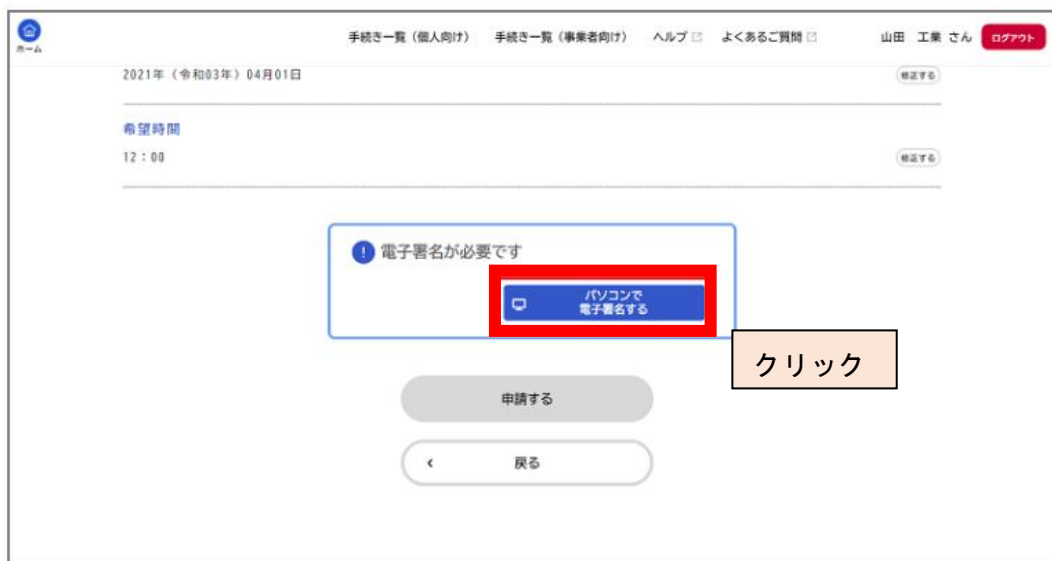 ホーム
手続き一覧（個人向け） 手続き一覧（事業者向け） ヘルプ よくあるご質問 山田 工業 さん ログアウト
2021年（令和03年）04月01日 修正する
希望時間
12：00 修正する
! 電子署名が必要です
パソコンで
電子署名する
クリック
申請する
‹ 戻る